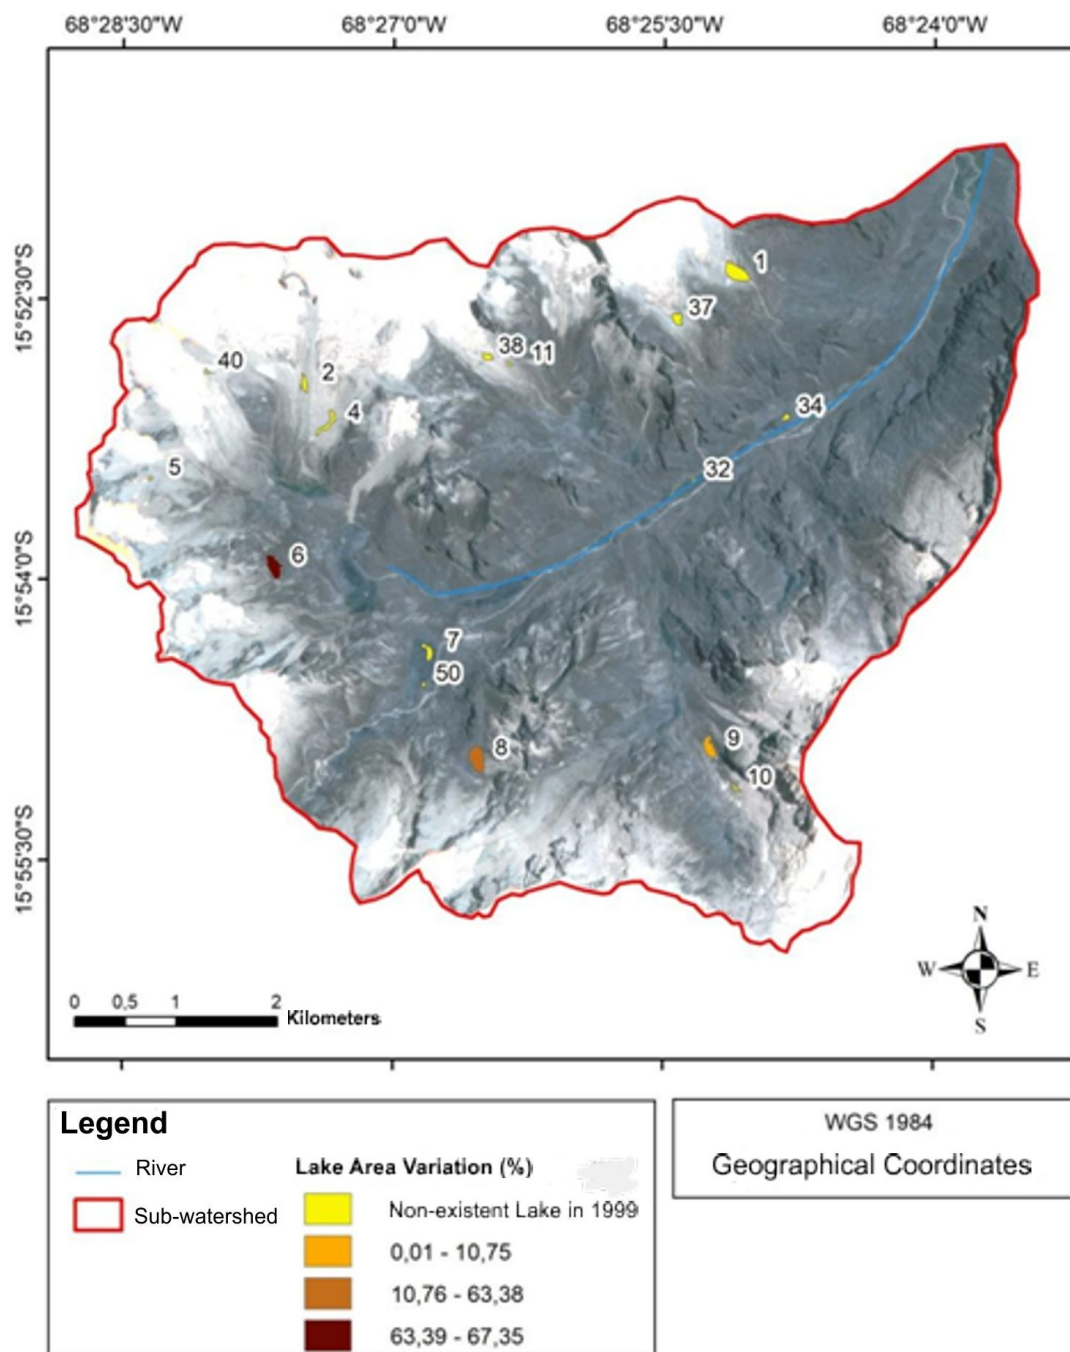 68°28'30"W 68°27'0"W 68°25'30"W 68°24'0"W
15°52'30"S
15°54'0"S
15°55'30"S
1
37
38 11
40
2
4
34
5
32
6
7
50
8
9
10
N
W E
S
0 0,5 1 2
Kilometers
Legend
River
Sub-watershed
Lake Area Variation (%)
Non-existent Lake in 1999
0,01 - 10,75
10,76 - 63,38
63,39 - 67,35
WGS 1984
Geographical Coordinates